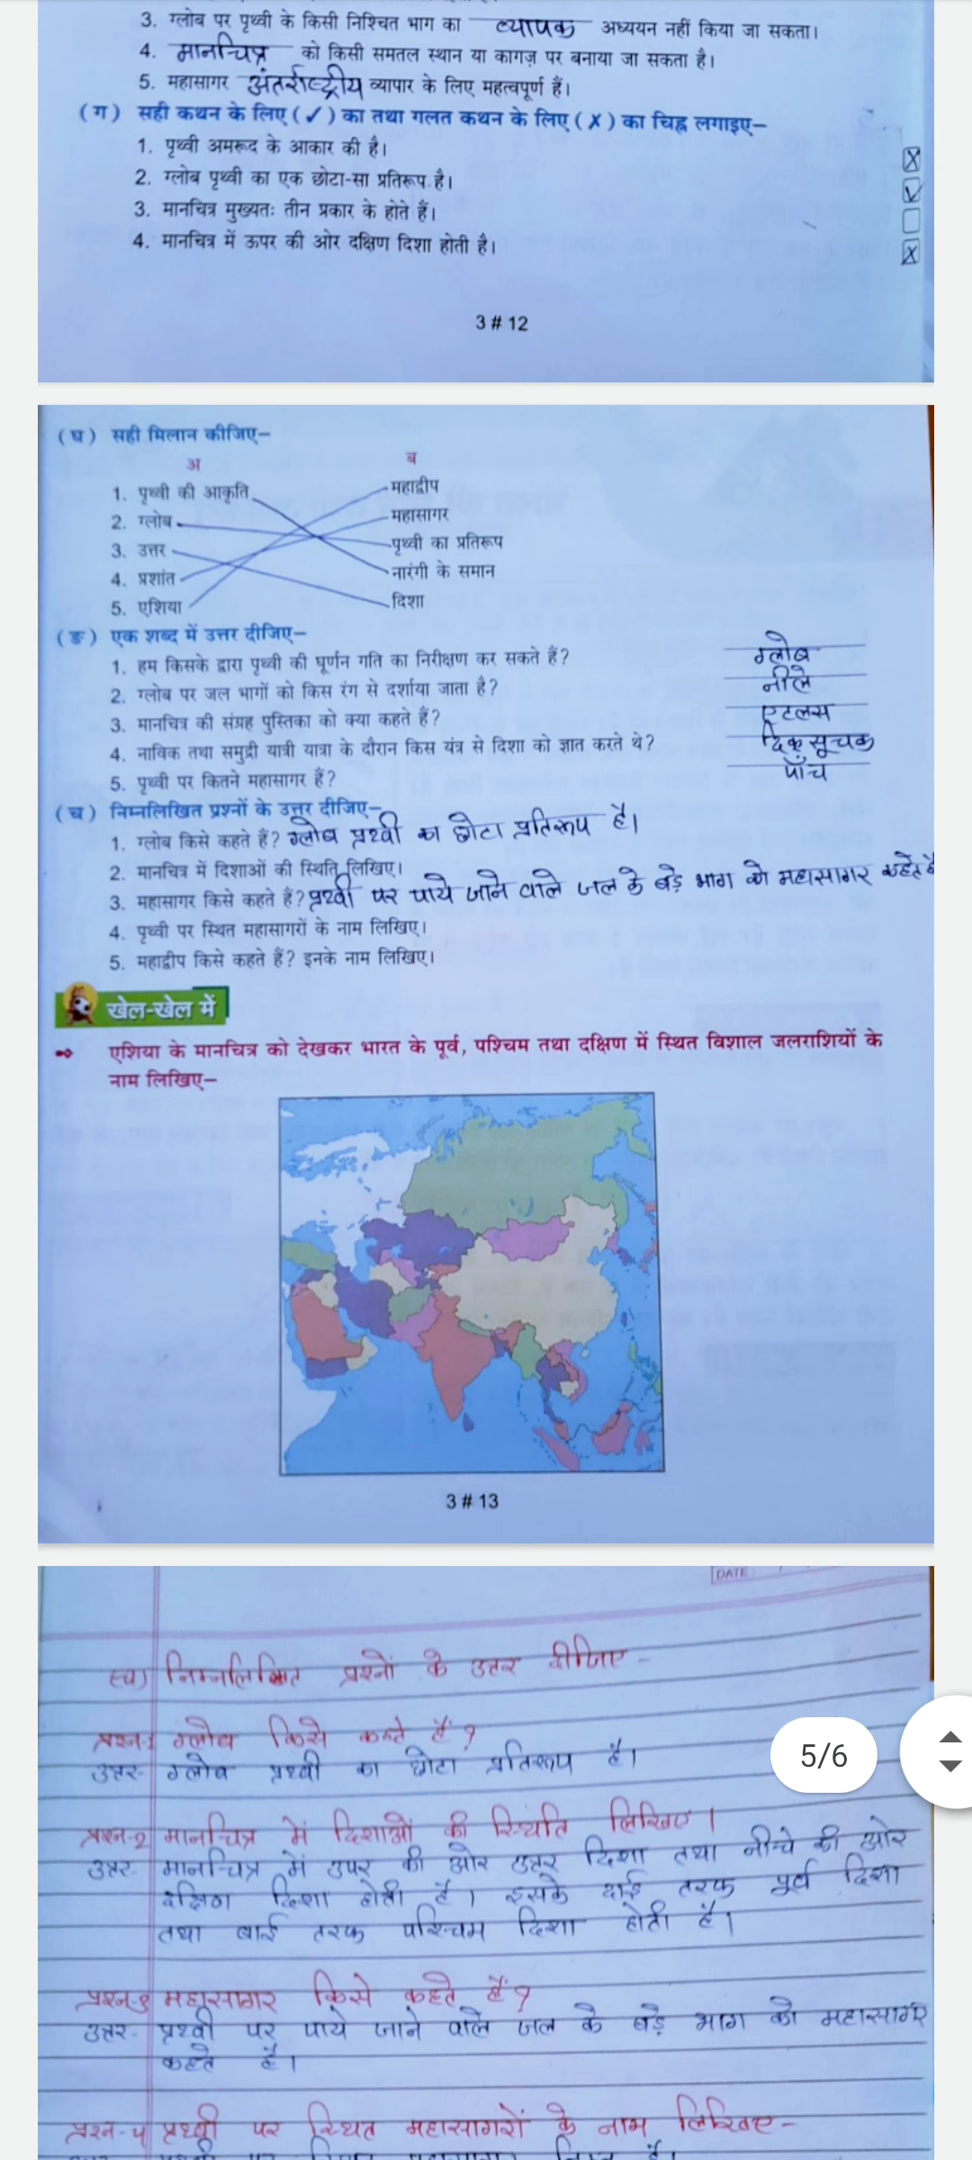 3. ग्लोब पर पृथ्वी के किसी निश्चित भाग का व्यापक अध्ययन नहीं किया जा सकता।
4. मानचित्र को किसी समतल स्थान या कागज़ पर बनाया जा सकता है।
5. महासागर अंतर्राष्ट्रीय व्यापार के लिए महत्वपूर्ण हैं।
(ग) सही कथन के लिए (✓) का तथा गलत कथन के लिए (✗) का चिह्न लगाइए–
1. पृथ्वी अमरूद के आकार की है। X
2. ग्लोब पृथ्वी का एक छोटा-सा प्रतिरूप है। ✓
3. मानचित्र मुख्यतः तीन प्रकार के होते हैं।
4. मानचित्र में ऊपर की ओर दक्षिण दिशा होती है। X
3 # 12
(घ) सही मिलान कीजिए–
अ ब
1. पृथ्वी की आकृति महाद्वीप
2. ग्लोब महासागर
3. उत्तर पृथ्वी का प्रतिरूप
4. प्रशांत नारंगी के समान
5. एशिया दिशा
(ङ) एक शब्द में उत्तर दीजिए–
1. हम किसके द्वारा पृथ्वी की घूर्णन गति का निरीक्षण कर सकते हैं? ग्लोब
2. ग्लोब पर जल भागों को किस रंग से दर्शाया जाता है? नीले
3. मानचित्र की संग्रह पुस्तिका को क्या कहते हैं? एटलस
4. नाविक तथा समुद्री यात्री यात्रा के दौरान किस यंत्र से दिशा को ज्ञात करते थे? दिक् सूचक
5. पृथ्वी पर कितने महासागर हैं? पाँच
(च) निम्नलिखित प्रश्नों के उत्तर दीजिए–
1. ग्लोब किसे कहते हैं? ग्लोब प्रथ्वी का छोटा प्रतिरूप है।
2. मानचित्र में दिशाओं की स्थिति लिखिए।
3. महासागर किसे कहते हैं? प्रथ्वी पर पाये जाने वाले जल के बड़े भाग को महासागर कहते है
4. पृथ्वी पर स्थित महासागरों के नाम लिखिए।
5. महाद्वीप किसे कहते हैं? इनके नाम लिखिए।
खेल-खेल में
एशिया के मानचित्र को देखकर भारत के पूर्व, पश्चिम तथा दक्षिण में स्थित विशाल जलराशियों के
नाम लिखिए–
3 # 13
DATE
(च) निम्नलिखित प्रश्नों के उत्तर दीजिए –
प्रश्न-1 ग्लोब किसे कहते हैं ?
उत्तर- ग्लोब प्रथ्वी का छोटा प्रतिरूप है।
प्रश्न-2 मानचित्र में दिशाओं की स्थिति लिखिए।
उत्तर- मानचित्र में उपर की ओर उत्तर दिशा तथा नीचे की ओर
दक्षिण दिशा होती है। इसके दाई तरफ पूर्व दिशा
तथा बाई तरफ पश्चिम दिशा होती है।
प्रश्न-3 महासागर किसे कहते हैं ?
उत्तर- प्रथ्वी पर पाये जाने वाले जल के बड़े भाग को महासागर
कहते है।
प्रश्न-4 प्रथ्वी पर स्थित महासागरों के नाम लिखिए –
5/6